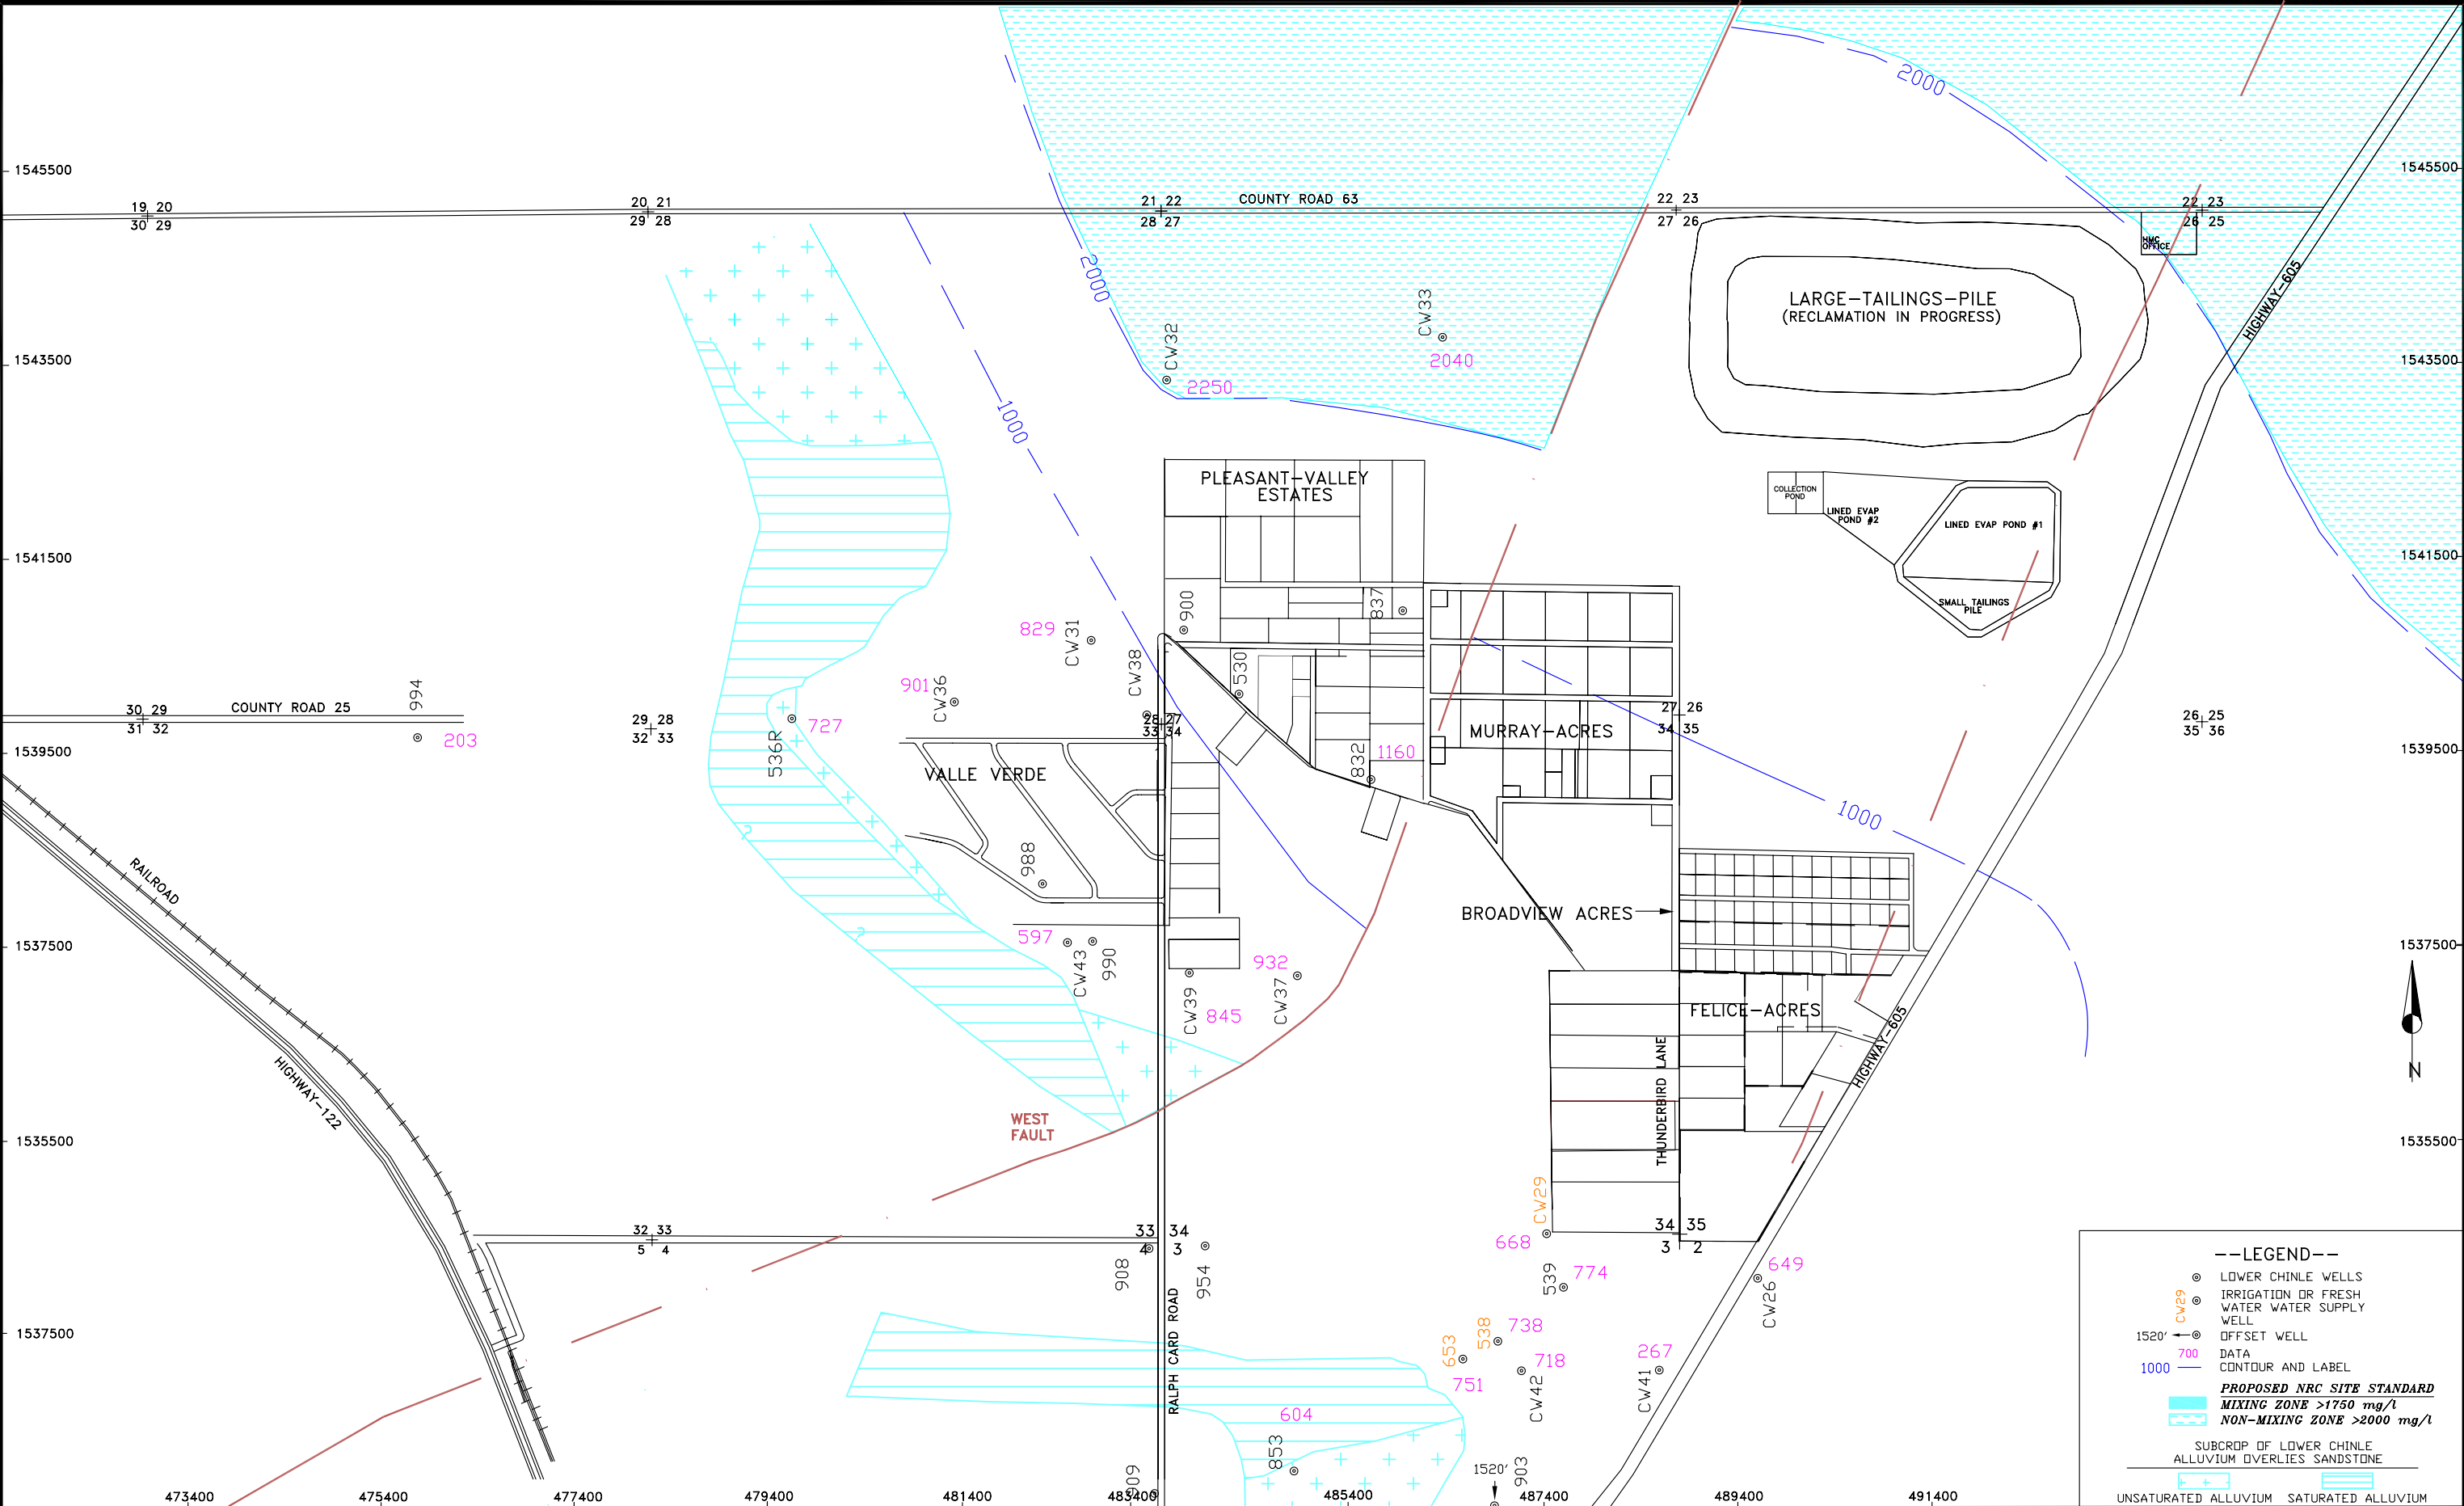 2000
1545500
1545500
19 20
30 29
20 21
29 28
21 22
28 27
COUNTY ROAD 63
22 23
27 26
22 23
26 25
HMC
OFFICE
2000
HIGHWAY-605
LARGE-TAILINGS-PILE
(RECLAMATION IN PROGRESS)
CW33
2040
CW32
2250
1543500
1543500
1000
PLEASANT-VALLEY
ESTATES
COLLECTION
POND
LINED EVAP
POND #2
LINED EVAP POND #1
SMALL TAILINGS
PILE
1541500
1541500
829
CW31
900
837
CW38
530
901
CW36
994
30 29
31 32
COUNTY ROAD 25
203
29 28
32 33
536R
727
28 27
33 34
27 26
34 35
26 25
35 36
MURRAY-ACRES
832
1160
1539500
1539500
VALLE VERDE
1000
RAILROAD
?
988
BROADVIEW ACRES
?
597
CW43
990
932
CW37
CW39
845
1537500
1537500
FELICE-ACRES
HIGHWAY-605
THUNDERBIRD LANE
HIGHWAY-122
N
WEST
FAULT
1535500
1535500
CW29
668
32 33
5 4
33 34
4 3
34 35
3 2
908
954
539
774
649
CW26
RALPH CARD ROAD
1537500
653
538
738
751
718
CW42
267
CW41
604
853
909
1520'
903
473400
475400
477400
479400
481400
483400
485400
487400
489400
491400
--LEGEND--
LOWER CHINLE WELLS
CW29
IRRIGATION OR FRESH
WATER WATER SUPPLY
WELL
1520' OFFSET WELL
700 DATA
1000 CONTOUR AND LABEL
PROPOSED NRC SITE STANDARD
MIXING ZONE >1750 mg/l
NON-MIXING ZONE >2000 mg/l
SUBCROP OF LOWER CHINLE
ALLUVIUM OVERLIES SANDSTONE
UNSATURATED ALLUVIUM SATURATED ALLUVIUM